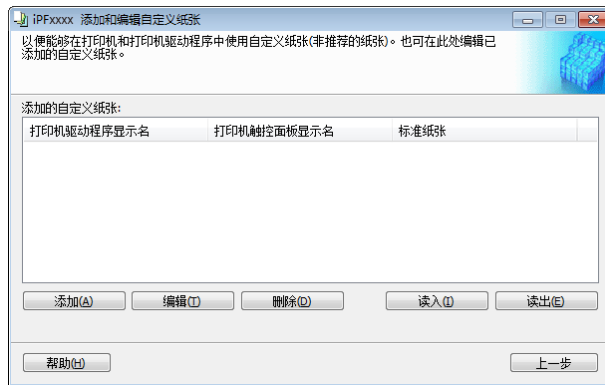 iPFxxxx 添加和编辑自定义纸张
以便能够在打印机和打印机驱动程序中使用自定义纸张(非推荐的纸张)。也可在此处编辑已
添加的自定义纸张。
添加的自定义纸张:
打印机驱动程序显示名 打印机触控面板显示名 标准纸张
添加(A) 编辑(T) 删除(D) 读入(I) 读出(E)
帮助(H) 上一步